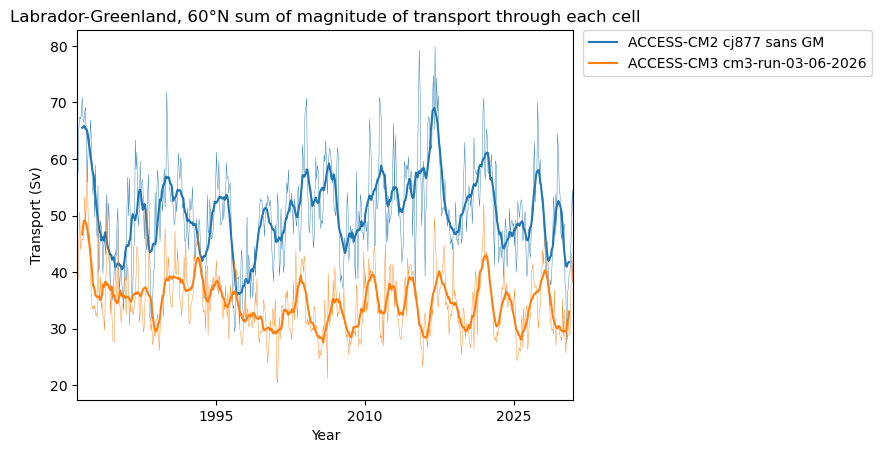 Labrador-Greenland, 60°N sum of magnitude of transport through each cell
ACCESS-CM2 cj877 sans GM
ACCESS-CM3 cm3-run-03-06-2026
Transport (Sv)
80
70
60
50
40
30
20
1995
2010
2025
Year